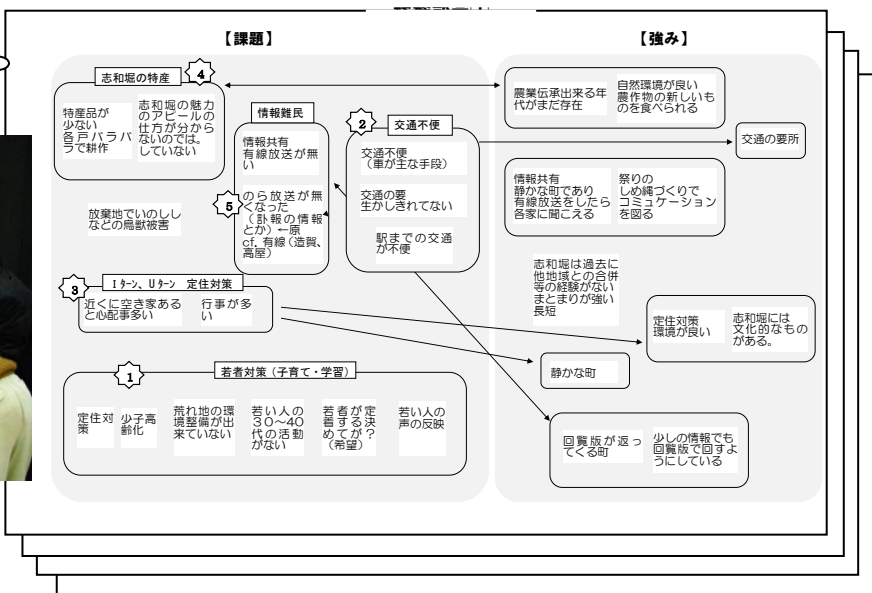 【課題】
志和堀の特産
4
特産品が
少ない
各戸バラバ
ラで耕作
志和堀の魅力
のアピールの
仕方が分から
ないのでは。
していない
情報難民
情報共有
有線放送が無
い
5
のら放送が無
くなった
(訃報の情報
とか)←原
cf. 有線(造賀、
高屋)
2
交通不便
交通不便
(車が主な手段)
交通の要
生かしきれてない
駅までの交通
が不便
放棄地でいのしし
などの鳥獣被害
3
Iターン、Uターン 定住対策
近くに空き家ある
と心配事多い
行事が多
い
1
若者対策(子育て・学習)
定住対
策
少子高
齢化
荒れ地の環
境整備が出
来ていない
若い人の
30~40
代の活動
がない
若者が定
着する決
めてが?
(希望)
若い人の
声の反映
【強み】
農業伝承出来る年
代がまだ存在
自然環境が良い
農作物の新しいも
のを食べられる
交通の要所
情報共有
静かな町であり
有線放送をしたら
各家に聞こえる
祭りの
しめ縄づくりで
コミュケーション
を図る
志和堀は過去に
他地域との合併
等の経験がない
まとまりが強い
長短
定住対策
環境が良い
志和堀には
文化的なもの
がある。
静かな町
回覧版が返っ
てくる町
少しの情報でも
回覧版で回すよ
うにしている